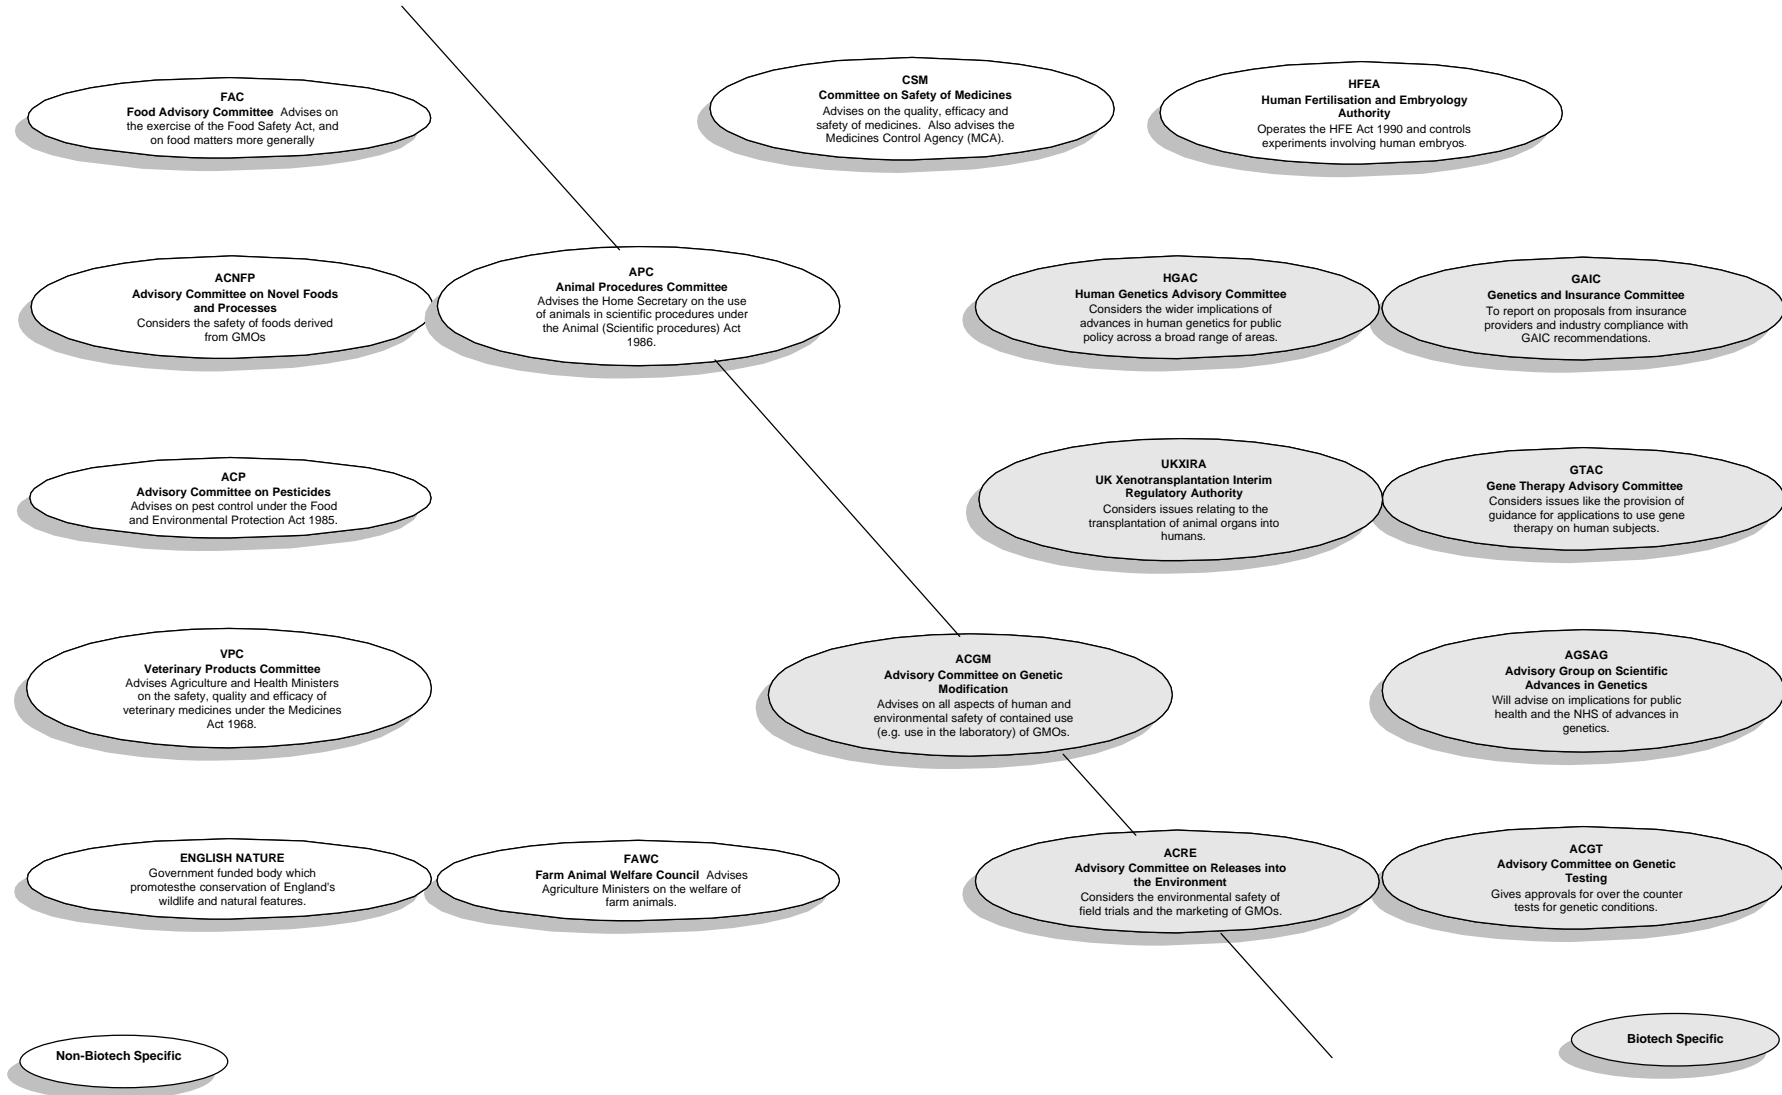 FAC
Food Advisory Committee Advises on
the exercise of the Food Safety Act, and
on food matters more generally
CSM
Committee on Safety of Medicines
Advises on the quality, efficacy and
safety of medicines. Also advises the
Medicines Control Agency (MCA).
HFEA
Human Fertilisation and Embryology
Authority
Operates the HFE Act 1990 and controls
experiments involving human embryos.
ACNFP
Advisory Committee on Novel Foods
and Processes
Considers the safety of foods derived
from GMOs
APC
Animal Procedures Committee
Advises the Home Secretary on the use
of animals in scientific procedures under
the Animal (Scientific procedures) Act
1986.
HGAC
Human Genetics Advisory Committee
Considers the wider implications of
advances in human genetics for public
policy across a broad range of areas.
GAIC
Genetics and Insurance Committee
To report on proposals from insurance
providers and industry compliance with
GAIC recommendations.
ACP
Advisory Committee on Pesticides
Advises on pest control under the Food
and Environmental Protection Act 1985.
UKXIRA
UK Xenotransplantation Interim
Regulatory Authority
Considers issues relating to the
transplantation of animal organs into
humans.
GTAC
Gene Therapy Advisory Committee
Considers issues like the provision of
guidance for applications to use gene
therapy on human subjects.
VPC
Veterinary Products Committee
Advises Agriculture and Health Ministers
on the safety, quality and efficacy of
veterinary medicines under the Medicines
Act 1968.
ACGM
Advisory Committee on Genetic
Modification
Advises on all aspects of human and
environmental safety of contained use
(e.g. use in the laboratory) of GMOs.
AGSAG
Advisory Group on Scientific
Advances in Genetics
Will advise on implications for public
health and the NHS of advances in
genetics.
ENGLISH NATURE
Government funded body which
promotesthe conservation of England's
wildlife and natural features.
FAWC
Farm Animal Welfare Council Advises
Agriculture Ministers on the welfare of
farm animals.
ACRE
Advisory Committee on Releases into
the Environment
Considers the environmental safety of
field trials and the marketing of GMOs.
ACGT
Advisory Committee on Genetic
Testing
Gives approvals for over the counter
tests for genetic conditions.
Non-Biotech Specific
Biotech Specific